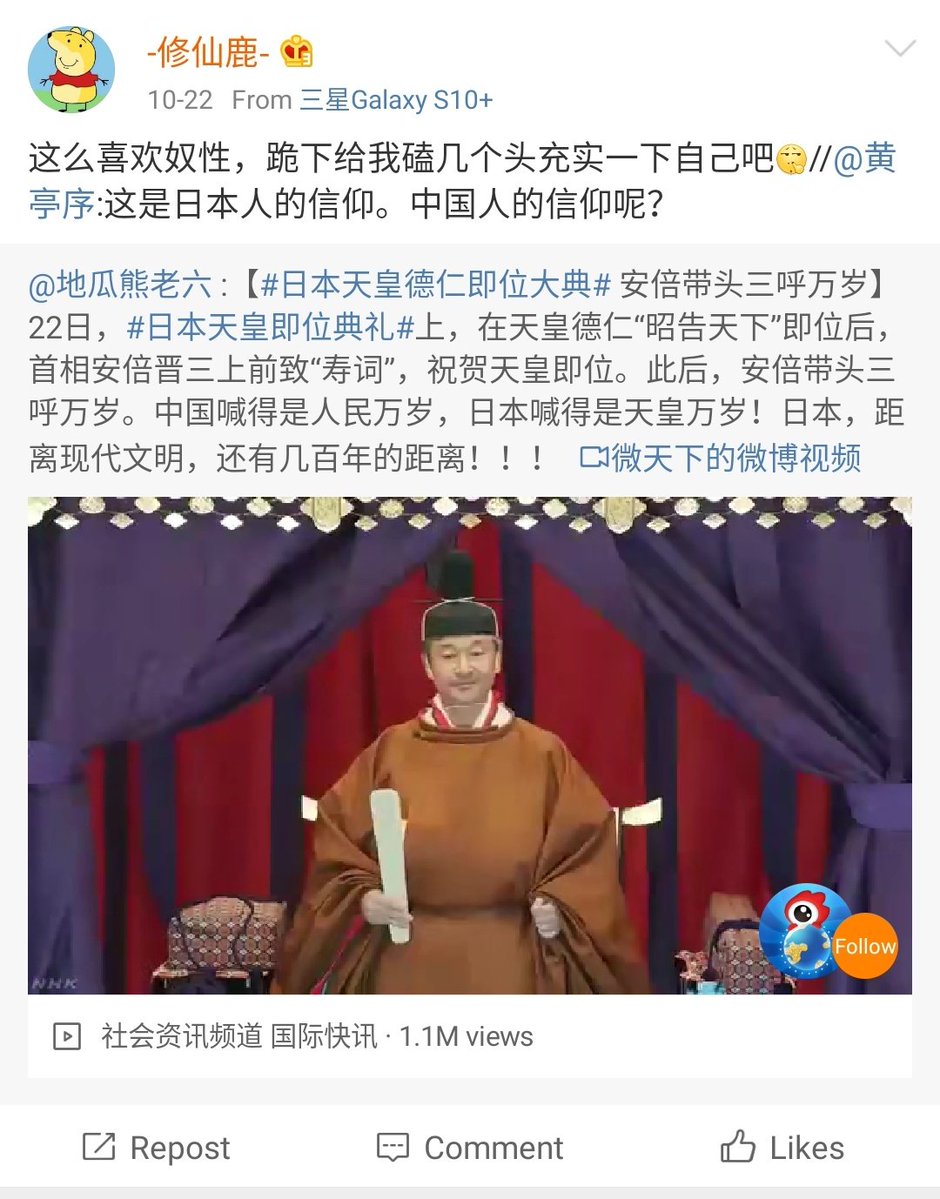 -修仙鹿-
10-22 From 三星Galaxy S10+
这么喜欢奴性，跪下给我磕几个头充实一下自己吧//@黄
亭序:这是日本人的信仰。中国人的信仰呢？
@地瓜熊老六：【#日本天皇德仁即位大典# 安倍带头三呼万岁】
22日，#日本天皇即位典礼#上，在天皇德仁“昭告天下”即位后，
首相安倍晋三上前致“寿词”，祝贺天皇即位。此后，安倍带头三
呼万岁。中国喊得是人民万岁，日本喊得是天皇万岁！日本，距
离现代文明，还有几百年的距离！！！ 微天下的微博视频
NHK
Follow
社会资讯频道 国际快讯 · 1.1M views
Repost Comment Likes